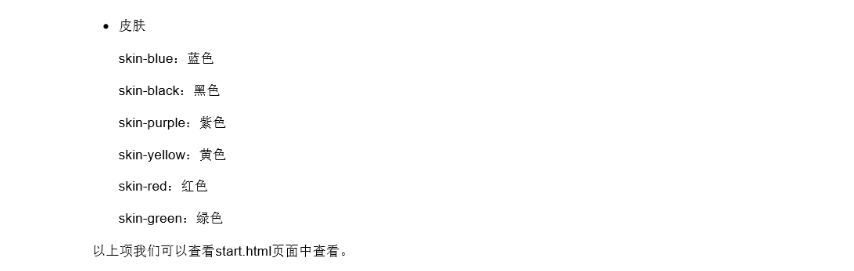 • 皮肤
skin-blue：蓝色
skin-black：黑色
skin-purple：紫色
skin-yellow：黄色
skin-red：红色
skin-green：绿色
以上项我们可以查看start.html页面中查看。